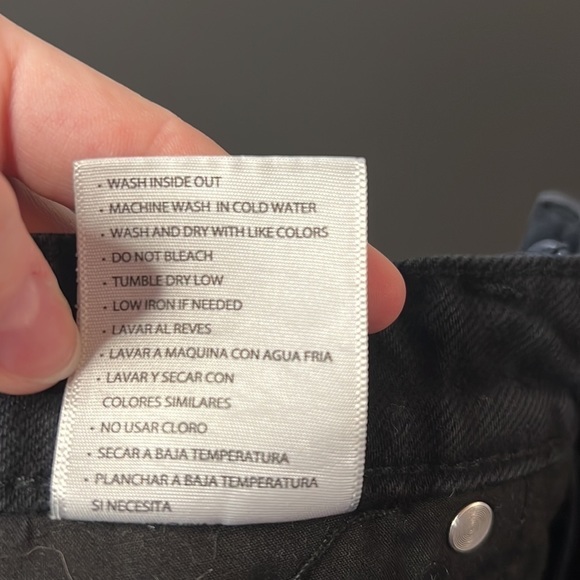 • WASH INSIDE OUT
• MACHINE WASH IN COLD WATER
• WASH AND DRY WITH LIKE COLORS
• DO NOT BLEACH
• TUMBLE DRY LOW
• LOW IRON IF NEEDED
• LAVAR AL REVES
• LAVAR A MAQUINA CON AGUA FRIA
• LAVAR Y SECAR CON
COLORES SIMILARES
• NO USAR CLORO
• SECAR A BAJA TEMPERATURA
• PLANCHAR A BAJA TEMPERATURA
SI NECESITA